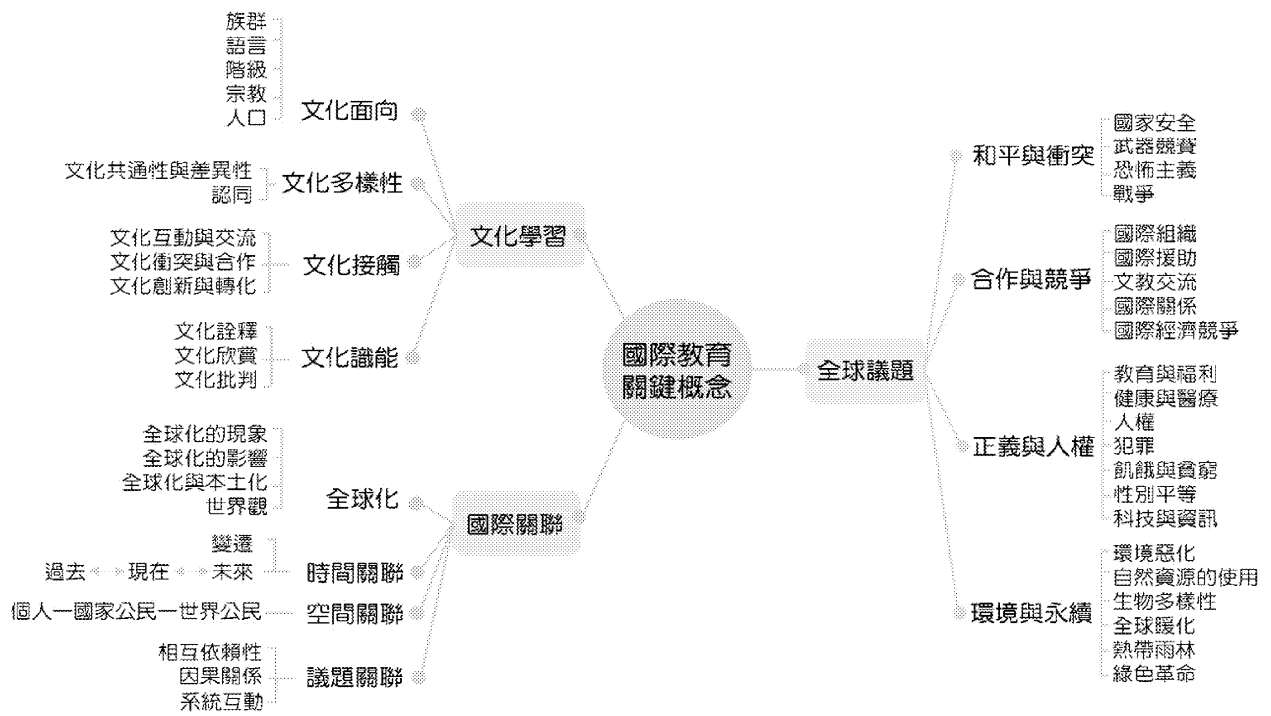 國際教育
關鍵概念
文化學習
文化面向
族群
語言
階級
宗教
人口
文化多樣性
文化共通性與差異性
認同
文化接觸
文化互動與交流
文化衝突與合作
文化創新與轉化
文化識能
文化詮釋
文化欣賞
文化批判
國際關聯
全球化
全球化的現象
全球化的影響
全球化與本土化
世界觀
時間關聯
變遷
過去 現在 未來
空間關聯
個人—國家公民—世界公民
議題關聯
相互依賴性
因果關係
系統互動
全球議題
和平與衝突
國家安全
武器競賽
恐怖主義
戰爭
合作與競爭
國際組織
國際援助
文教交流
國際關係
國際經濟競爭
正義與人權
教育與福利
健康與醫療
人權
犯罪
飢餓與貧窮
性別平等
科技與資訊
環境與永續
環境惡化
自然資源的使用
生物多樣性
全球暖化
熱帶雨林
綠色革命